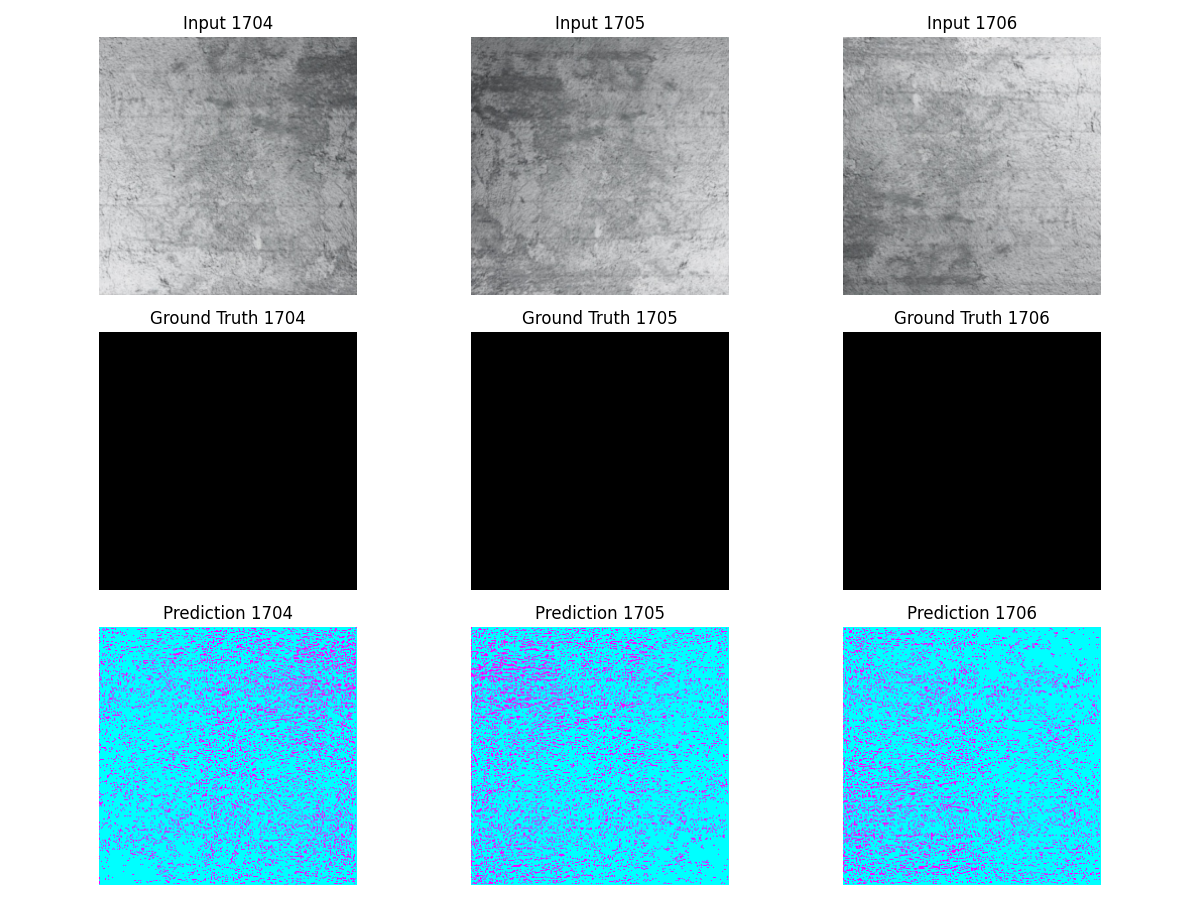 Input 1704
Input 1705
Input 1706
Ground Truth 1704
Ground Truth 1705
Ground Truth 1706
Prediction 1704
Prediction 1705
Prediction 1706